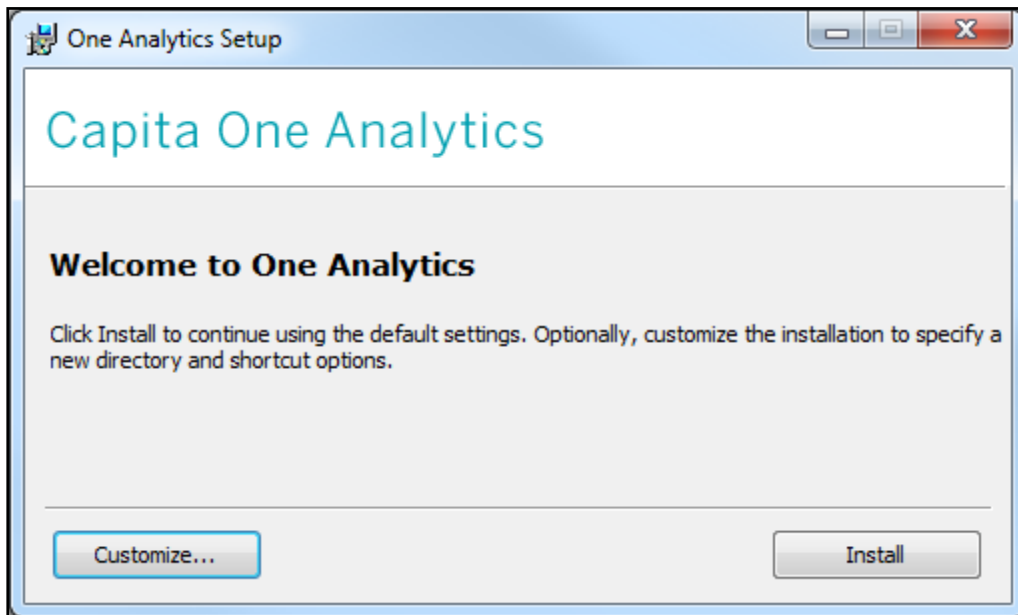 One Analytics Setup
Capita One Analytics
Welcome to One Analytics
Click Install to continue using the default settings. Optionally, customize the installation to specify a
new directory and shortcut options.
Customize...
Install